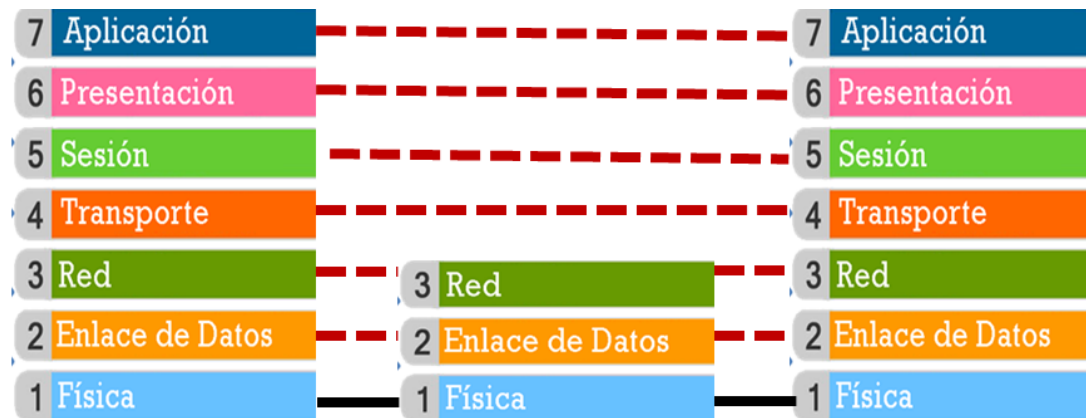 7 Aplicación
7 Aplicación
6 Presentación
6 Presentación
5 Sesión
5 Sesión
4 Transporte
4 Transporte
3 Red
3 Red
3 Red
2 Enlace de Datos
2 Enlace de Datos
2 Enlace de Datos
1 Física
1 Física
1 Física